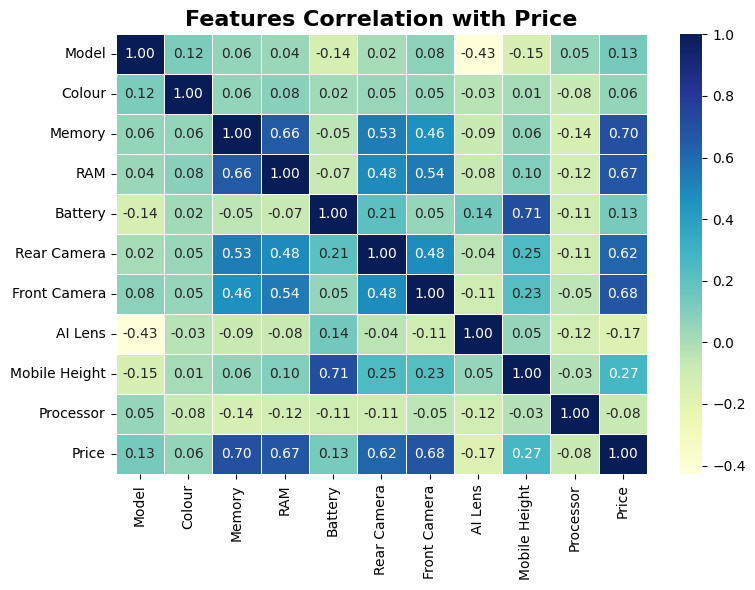 Features Correlation with Price
Model 1.00 0.12 0.06 0.04 -0.14 0.02 0.08 -0.43 -0.15 0.05 0.13
Colour 0.12 1.00 0.06 0.08 0.02 0.05 0.05 -0.03 0.01 -0.08 0.06
Memory 0.06 0.06 1.00 0.66 -0.05 0.53 0.46 -0.09 0.06 -0.14 0.70
RAM 0.04 0.08 0.66 1.00 -0.07 0.48 0.54 -0.08 0.10 -0.12 0.67
Battery -0.14 0.02 -0.05 -0.07 1.00 0.21 0.05 0.14 0.71 -0.11 0.13
Rear Camera 0.02 0.05 0.53 0.48 0.21 1.00 0.48 -0.04 0.25 -0.11 0.62
Front Camera 0.08 0.05 0.46 0.54 0.05 0.48 1.00 -0.11 0.23 -0.05 0.68
AI Lens -0.43 -0.03 -0.09 -0.08 0.14 -0.04 -0.11 1.00 0.05 -0.12 -0.17
Mobile Height -0.15 0.01 0.06 0.10 0.71 0.25 0.23 0.05 1.00 -0.03 0.27
Processor 0.05 -0.08 -0.14 -0.12 -0.11 -0.11 -0.05 -0.12 -0.03 1.00 -0.08
Price 0.13 0.06 0.70 0.67 0.13 0.62 0.68 -0.17 0.27 -0.08 1.00
Model
Colour
Memory
RAM
Battery
Rear Camera
Front Camera
AI Lens
Mobile Height
Processor
Price
1.0
0.8
0.6
0.4
0.2
0.0
−0.2
−0.4